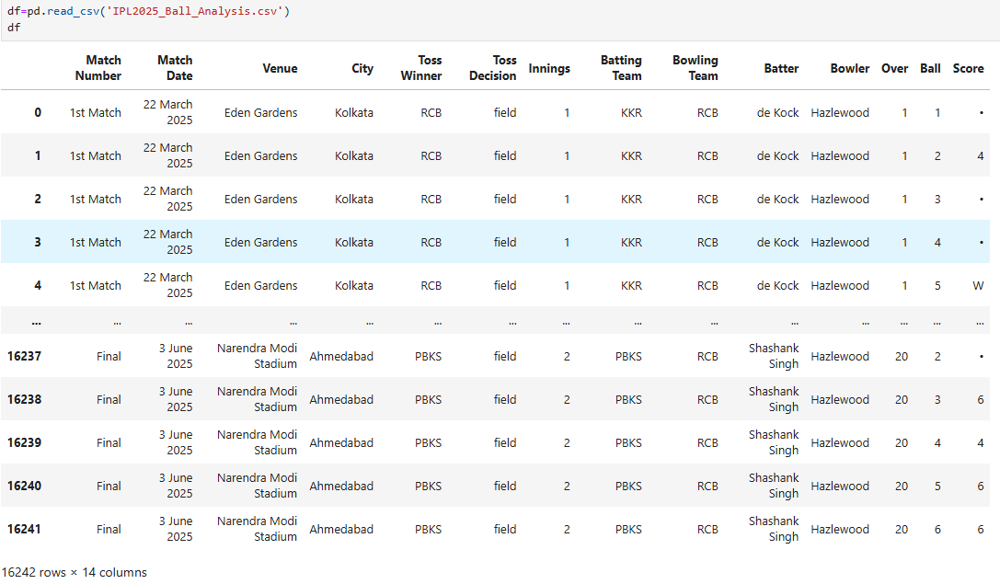 df=pd.read_csv('IPL2025_Ball_Analysis.csv')
df
Match Number Match Date Venue City Toss Winner Toss Decision Innings Batting Team Bowling Team Batter Bowler Over Ball Score
0 1st Match 22 March 2025 Eden Gardens Kolkata RCB field 1 KKR RCB de Kock Hazlewood 1 1 •
1 1st Match 22 March 2025 Eden Gardens Kolkata RCB field 1 KKR RCB de Kock Hazlewood 1 2 4
2 1st Match 22 March 2025 Eden Gardens Kolkata RCB field 1 KKR RCB de Kock Hazlewood 1 3 •
3 1st Match 22 March 2025 Eden Gardens Kolkata RCB field 1 KKR RCB de Kock Hazlewood 1 4 •
4 1st Match 22 March 2025 Eden Gardens Kolkata RCB field 1 KKR RCB de Kock Hazlewood 1 5 W
... ... ... ... ... ... ... ... ... ... ... ... ... ... ...
16237 Final 3 June 2025 Narendra Modi Stadium Ahmedabad PBKS field 2 PBKS RCB Shashank Singh Hazlewood 20 2 •
16238 Final 3 June 2025 Narendra Modi Stadium Ahmedabad PBKS field 2 PBKS RCB Shashank Singh Hazlewood 20 3 6
16239 Final 3 June 2025 Narendra Modi Stadium Ahmedabad PBKS field 2 PBKS RCB Shashank Singh Hazlewood 20 4 4
16240 Final 3 June 2025 Narendra Modi Stadium Ahmedabad PBKS field 2 PBKS RCB Shashank Singh Hazlewood 20 5 6
16241 Final 3 June 2025 Narendra Modi Stadium Ahmedabad PBKS field 2 PBKS RCB Shashank Singh Hazlewood 20 6 6
16242 rows × 14 columns